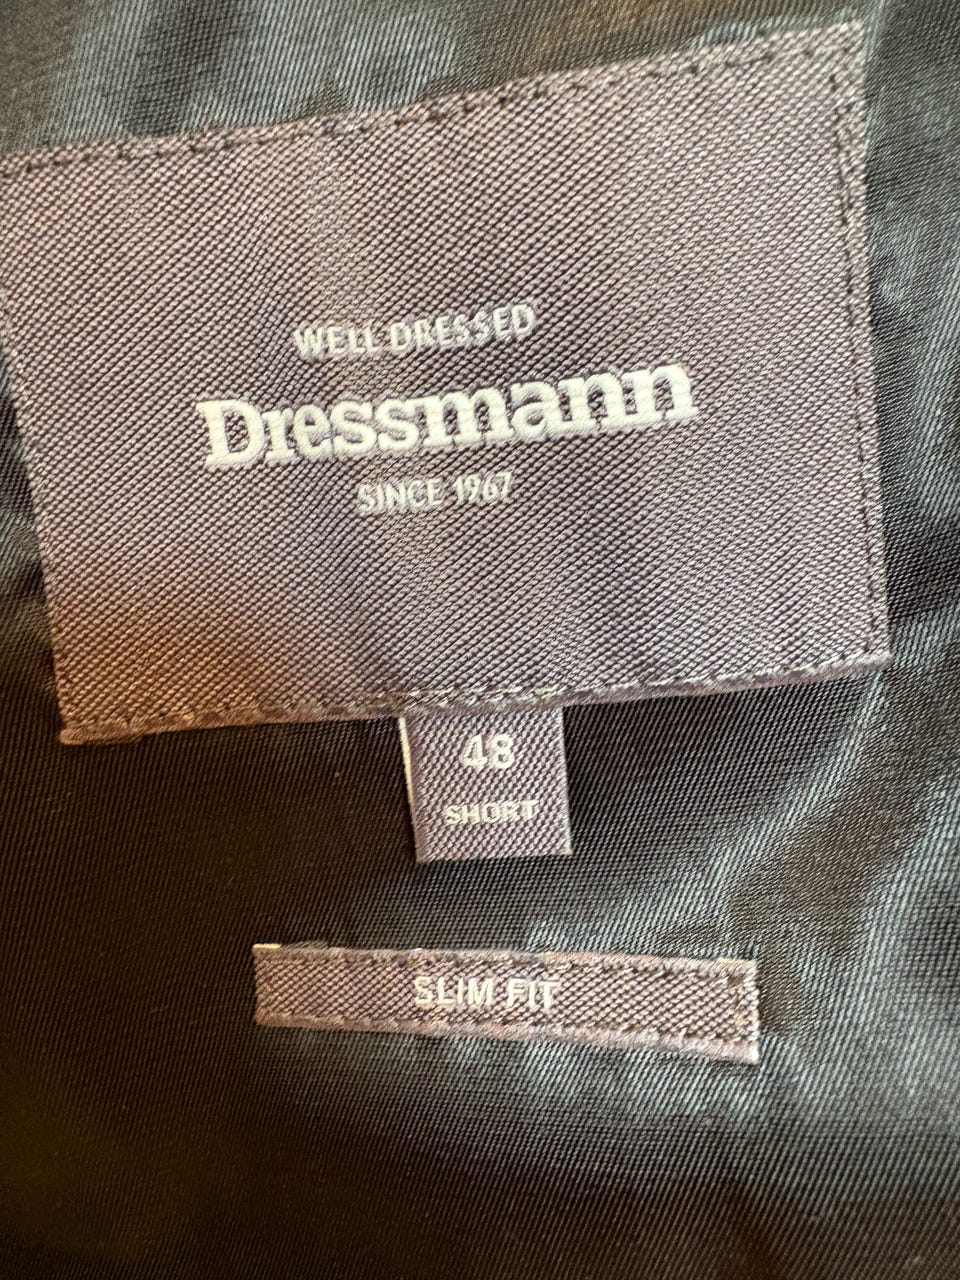 WELL DRESSED
Dressmann
SINCE 1967
48
SHORT
SLIM FIT